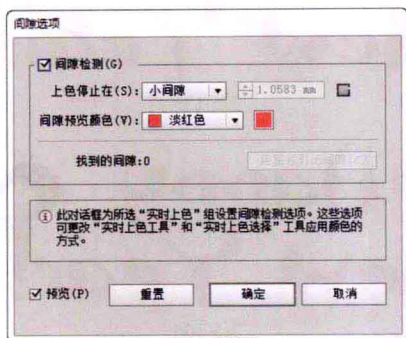 间隙选项
间隙检测(G)
上色停止在(S): 小间隙 1.0583 mm
间隙预览颜色(V): 淡红色
找到的间隙:0
此对话框为所选“实时上色”组设置间隙检测选项。这些选项
可更改“实时上色工具”和“实时上色选择”工具应用颜色的
方式。
预览(P) 重置 确定 取消